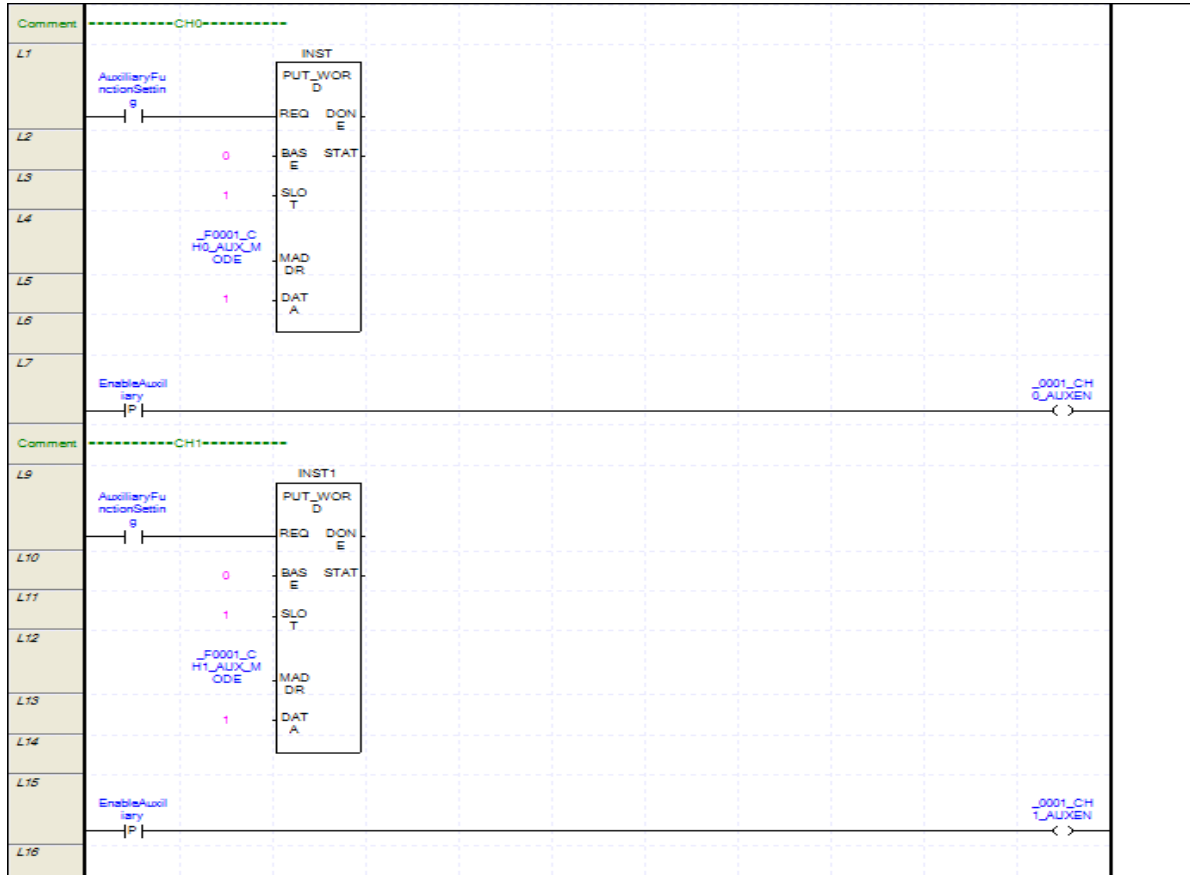 Comment ----------CH0----------
L1
INST
AuxiliaryFu
nctionSettin
g
PUT_WOR
D
REQ DON
E
L2
0 BAS STAT
E
L3
1 SLO
T
L4
_F0001_C
H0_AUX_M
ODE
MAD
DR
L5
1 DAT
A
L6
L7
EnableAuxil
iary
P
_0001_CH
0_AUXEN
Comment ----------CH1----------
L9
INST1
AuxiliaryFu
nctionSettin
g
PUT_WOR
D
REQ DON
E
L10
0 BAS STAT
E
L11
1 SLO
T
L12
_F0001_C
H1_AUX_M
ODE
MAD
DR
L13
1 DAT
A
L14
L15
EnableAuxil
iary
P
_0001_CH
1_AUXEN
L16